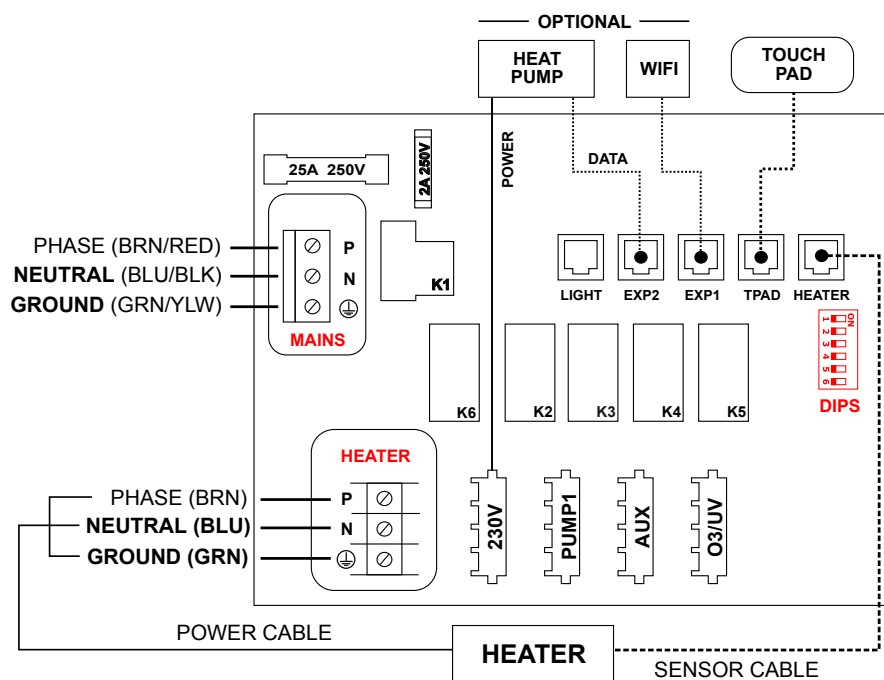 OPTIONAL
HEAT
PUMP
WIFI
TOUCH
PAD
POWER
DATA
25A 250V
2A 250V
PHASE (BRN/RED)
NEUTRAL (BLU/BLK)
GROUND (GRN/YLW)
P
N
MAINS
K1
LIGHT
EXP2
EXP1
TPAD
HEATER
ON
1
2
3
4
5
6
DIPS
K6
K2
K3
K4
K5
HEATER
PHASE (BRN)
NEUTRAL (BLU)
GROUND (GRN)
P
N
230V
PUMP1
AUX
O3/UV
POWER CABLE
HEATER
SENSOR CABLE